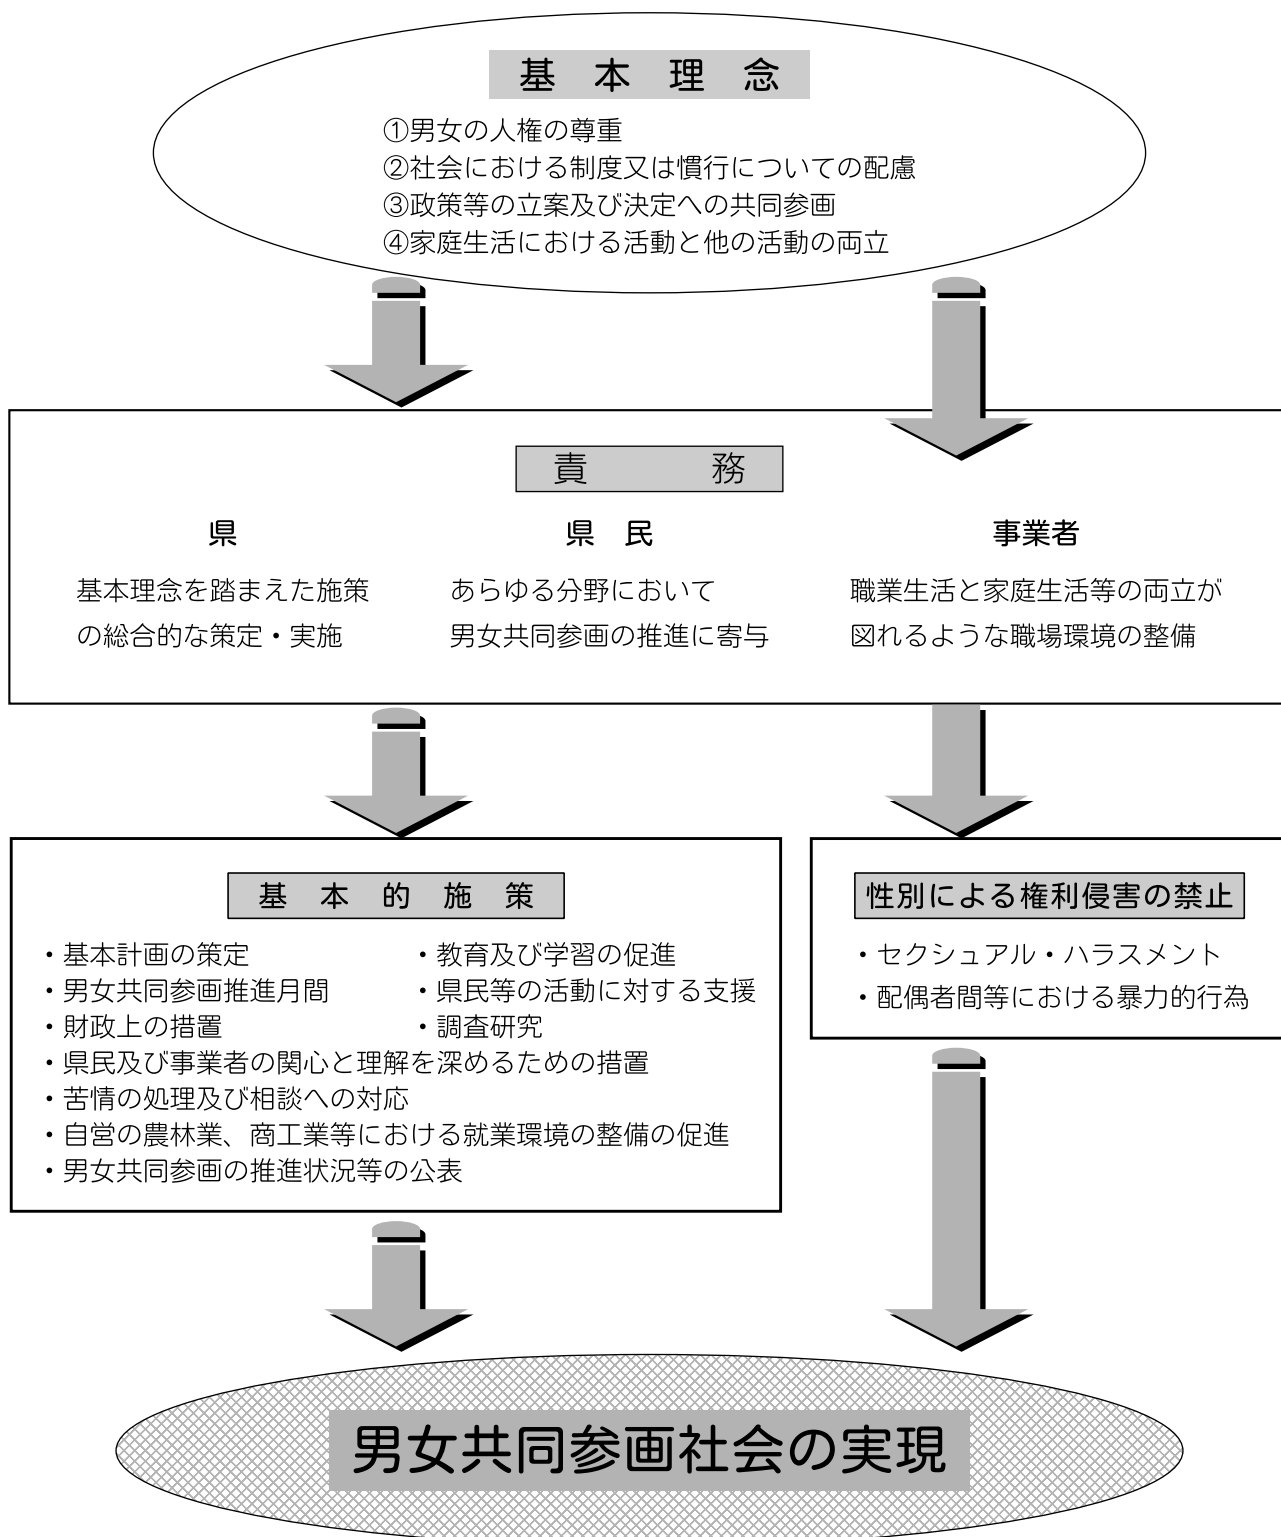 基本理念
①男女の人権の尊重
②社会における制度又は慣行についての配慮
③政策等の立案及び決定への共同参画
④家庭生活における活動と他の活動の両立
責務
県
基本理念を踏まえた施策
の総合的な策定・実施
県民
あらゆる分野において
男女共同参画の推進に寄与
事業者
職業生活と家庭生活等の両立が
図れるような職場環境の整備
基本的施策
・基本計画の策定
・教育及び学習の促進
・男女共同参画推進月間
・県民等の活動に対する支援
・財政上の措置
・調査研究
・県民及び事業者の関心と理解を深めるための措置
・苦情の処理及び相談への対応
・自営の農林業、商工業等における就業環境の整備の促進
・男女共同参画の推進状況等の公表
性別による権利侵害の禁止
・セクシュアル・ハラスメント
・配偶者間等における暴力的行為
男女共同参画社会の実現